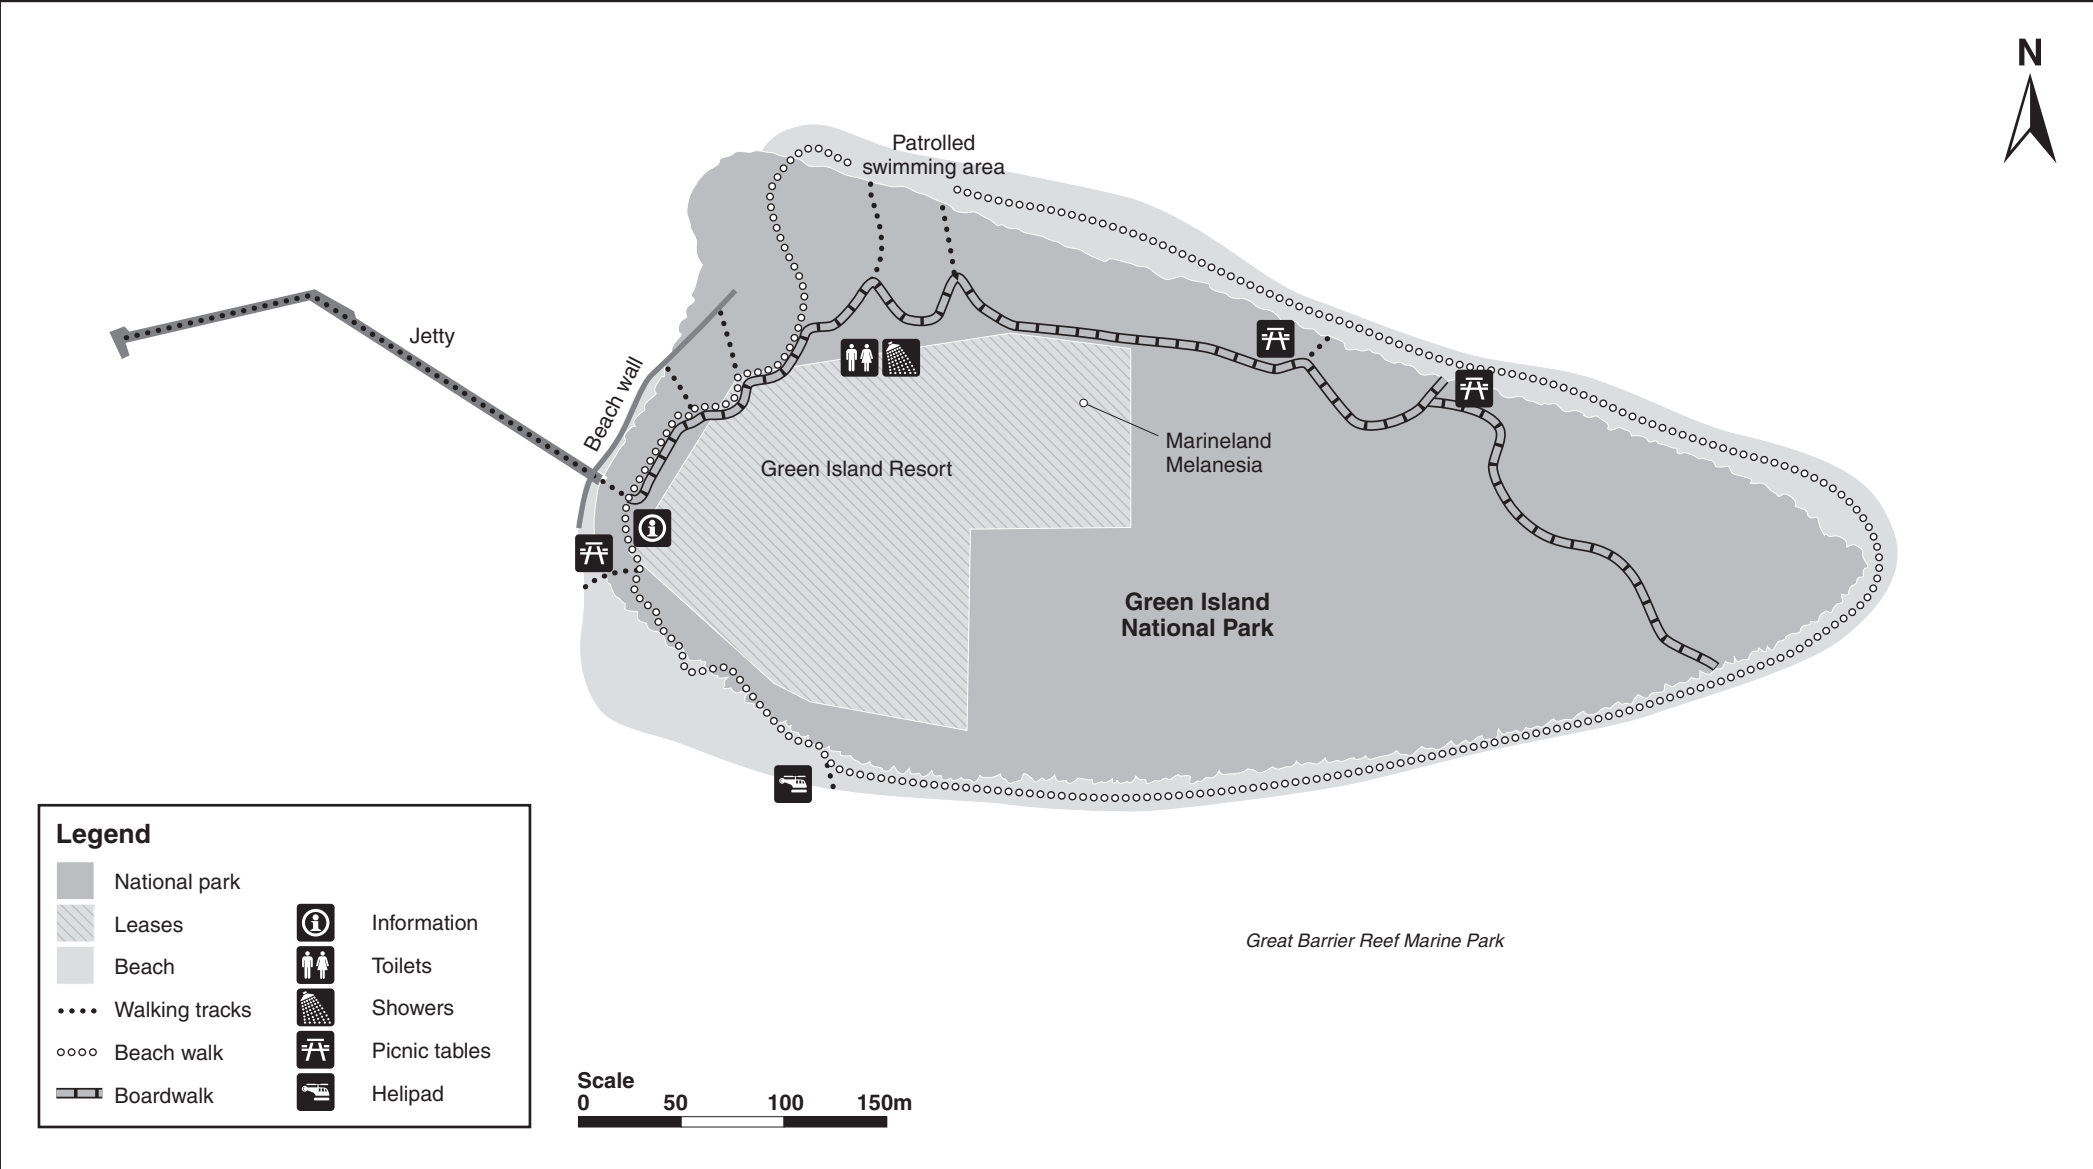 N
Patrolled
swimming area
Jetty
Beach wall
Marineland
Melanesia
Green Island Resort
Green Island
National Park
Great Barrier Reef Marine Park
Legend
National park
Leases
Beach
Walking tracks
Beach walk
Boardwalk
Information
Toilets
Showers
Picnic tables
Helipad
Scale
0 50 100 150m